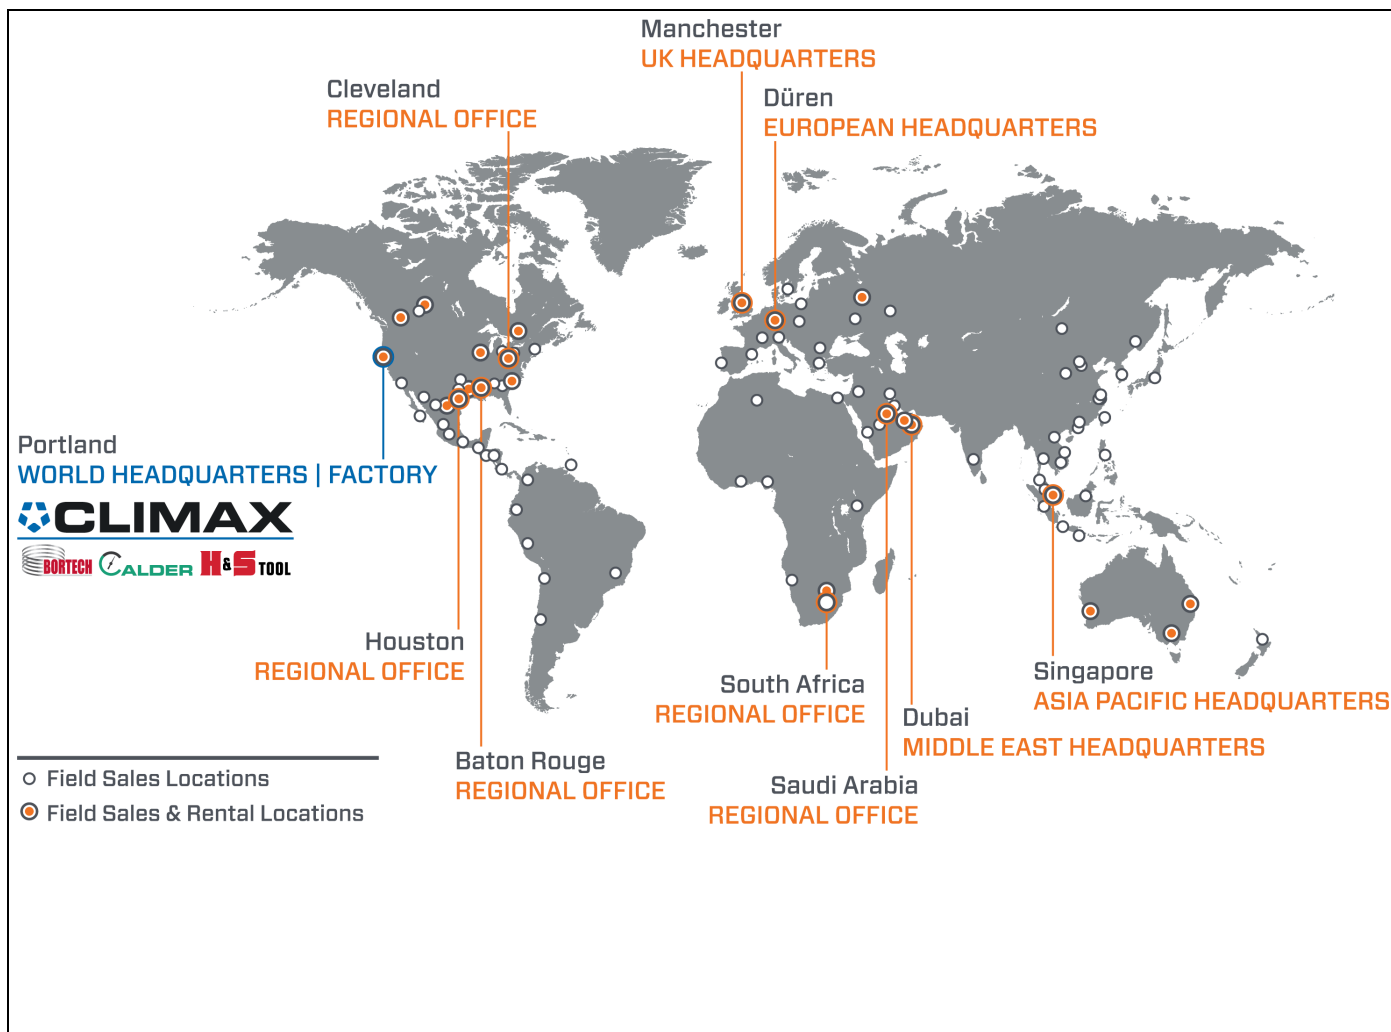 Manchester
UK HEADQUARTERS
Cleveland
REGIONAL OFFICE
Düren
EUROPEAN HEADQUARTERS
Portland
WORLD HEADQUARTERS | FACTORY
CLIMAX
BORTECH CALDER H&S TOOL
Houston
REGIONAL OFFICE
South Africa
REGIONAL OFFICE
Singapore
ASIA PACIFIC HEADQUARTERS
Dubai
MIDDLE EAST HEADQUARTERS
Baton Rouge
REGIONAL OFFICE
Saudi Arabia
REGIONAL OFFICE
Field Sales Locations
Field Sales & Rental Locations